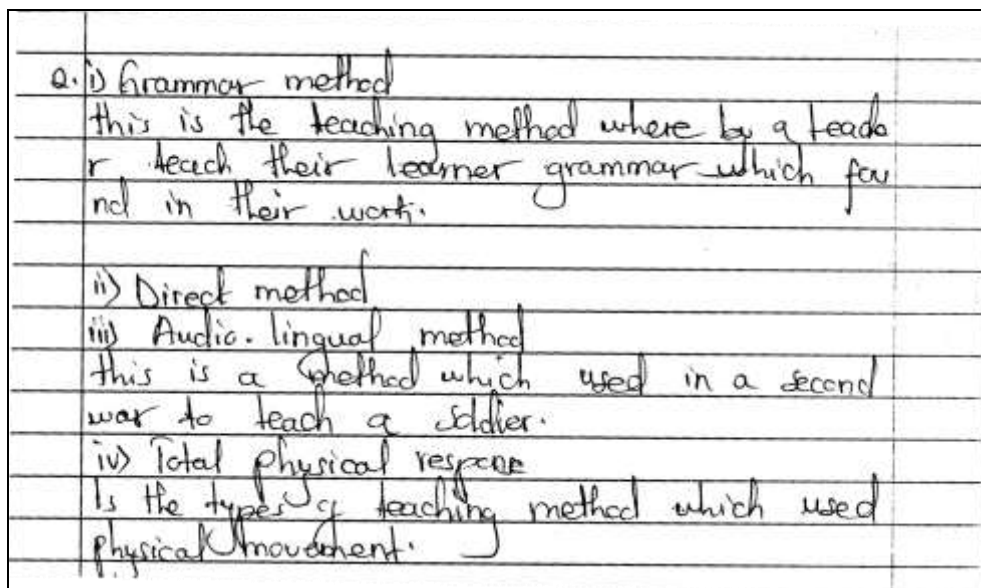 2. i) Grammar method
this is the teaching method where by a teache
r teach their learner grammar which fou
nd in their work.
ii) Direct method
iii) Audio. lingual method
this is a method which used in a second
war to teach a soldier.
iv) Total physical respone
Is the types of teaching method which used
physical movement.